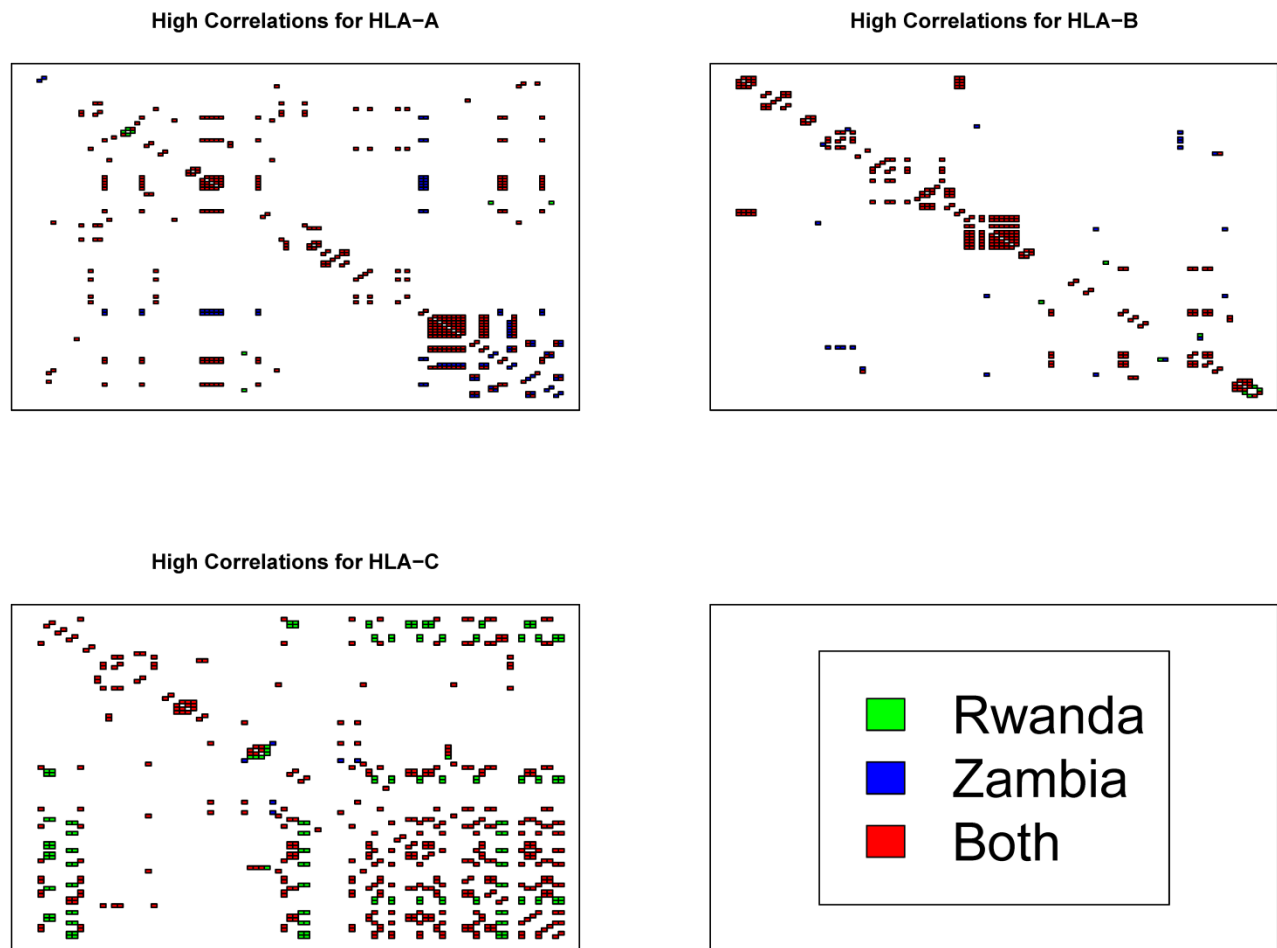 High Correlations for HLA−A
High Correlations for HLA−B
High Correlations for HLA−C
Rwanda
Zambia
Both